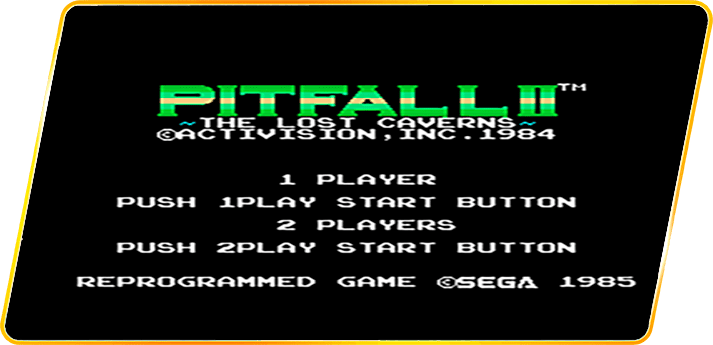 PITFALL II™
~THE LOST CAVERNS~
©ACTIVISION,INC.1984
1 PLAYER
PUSH 1PLAY START BUTTON
2 PLAYERS
PUSH 2PLAY START BUTTON
REPROGRAMMED GAME ©SEGA 1985